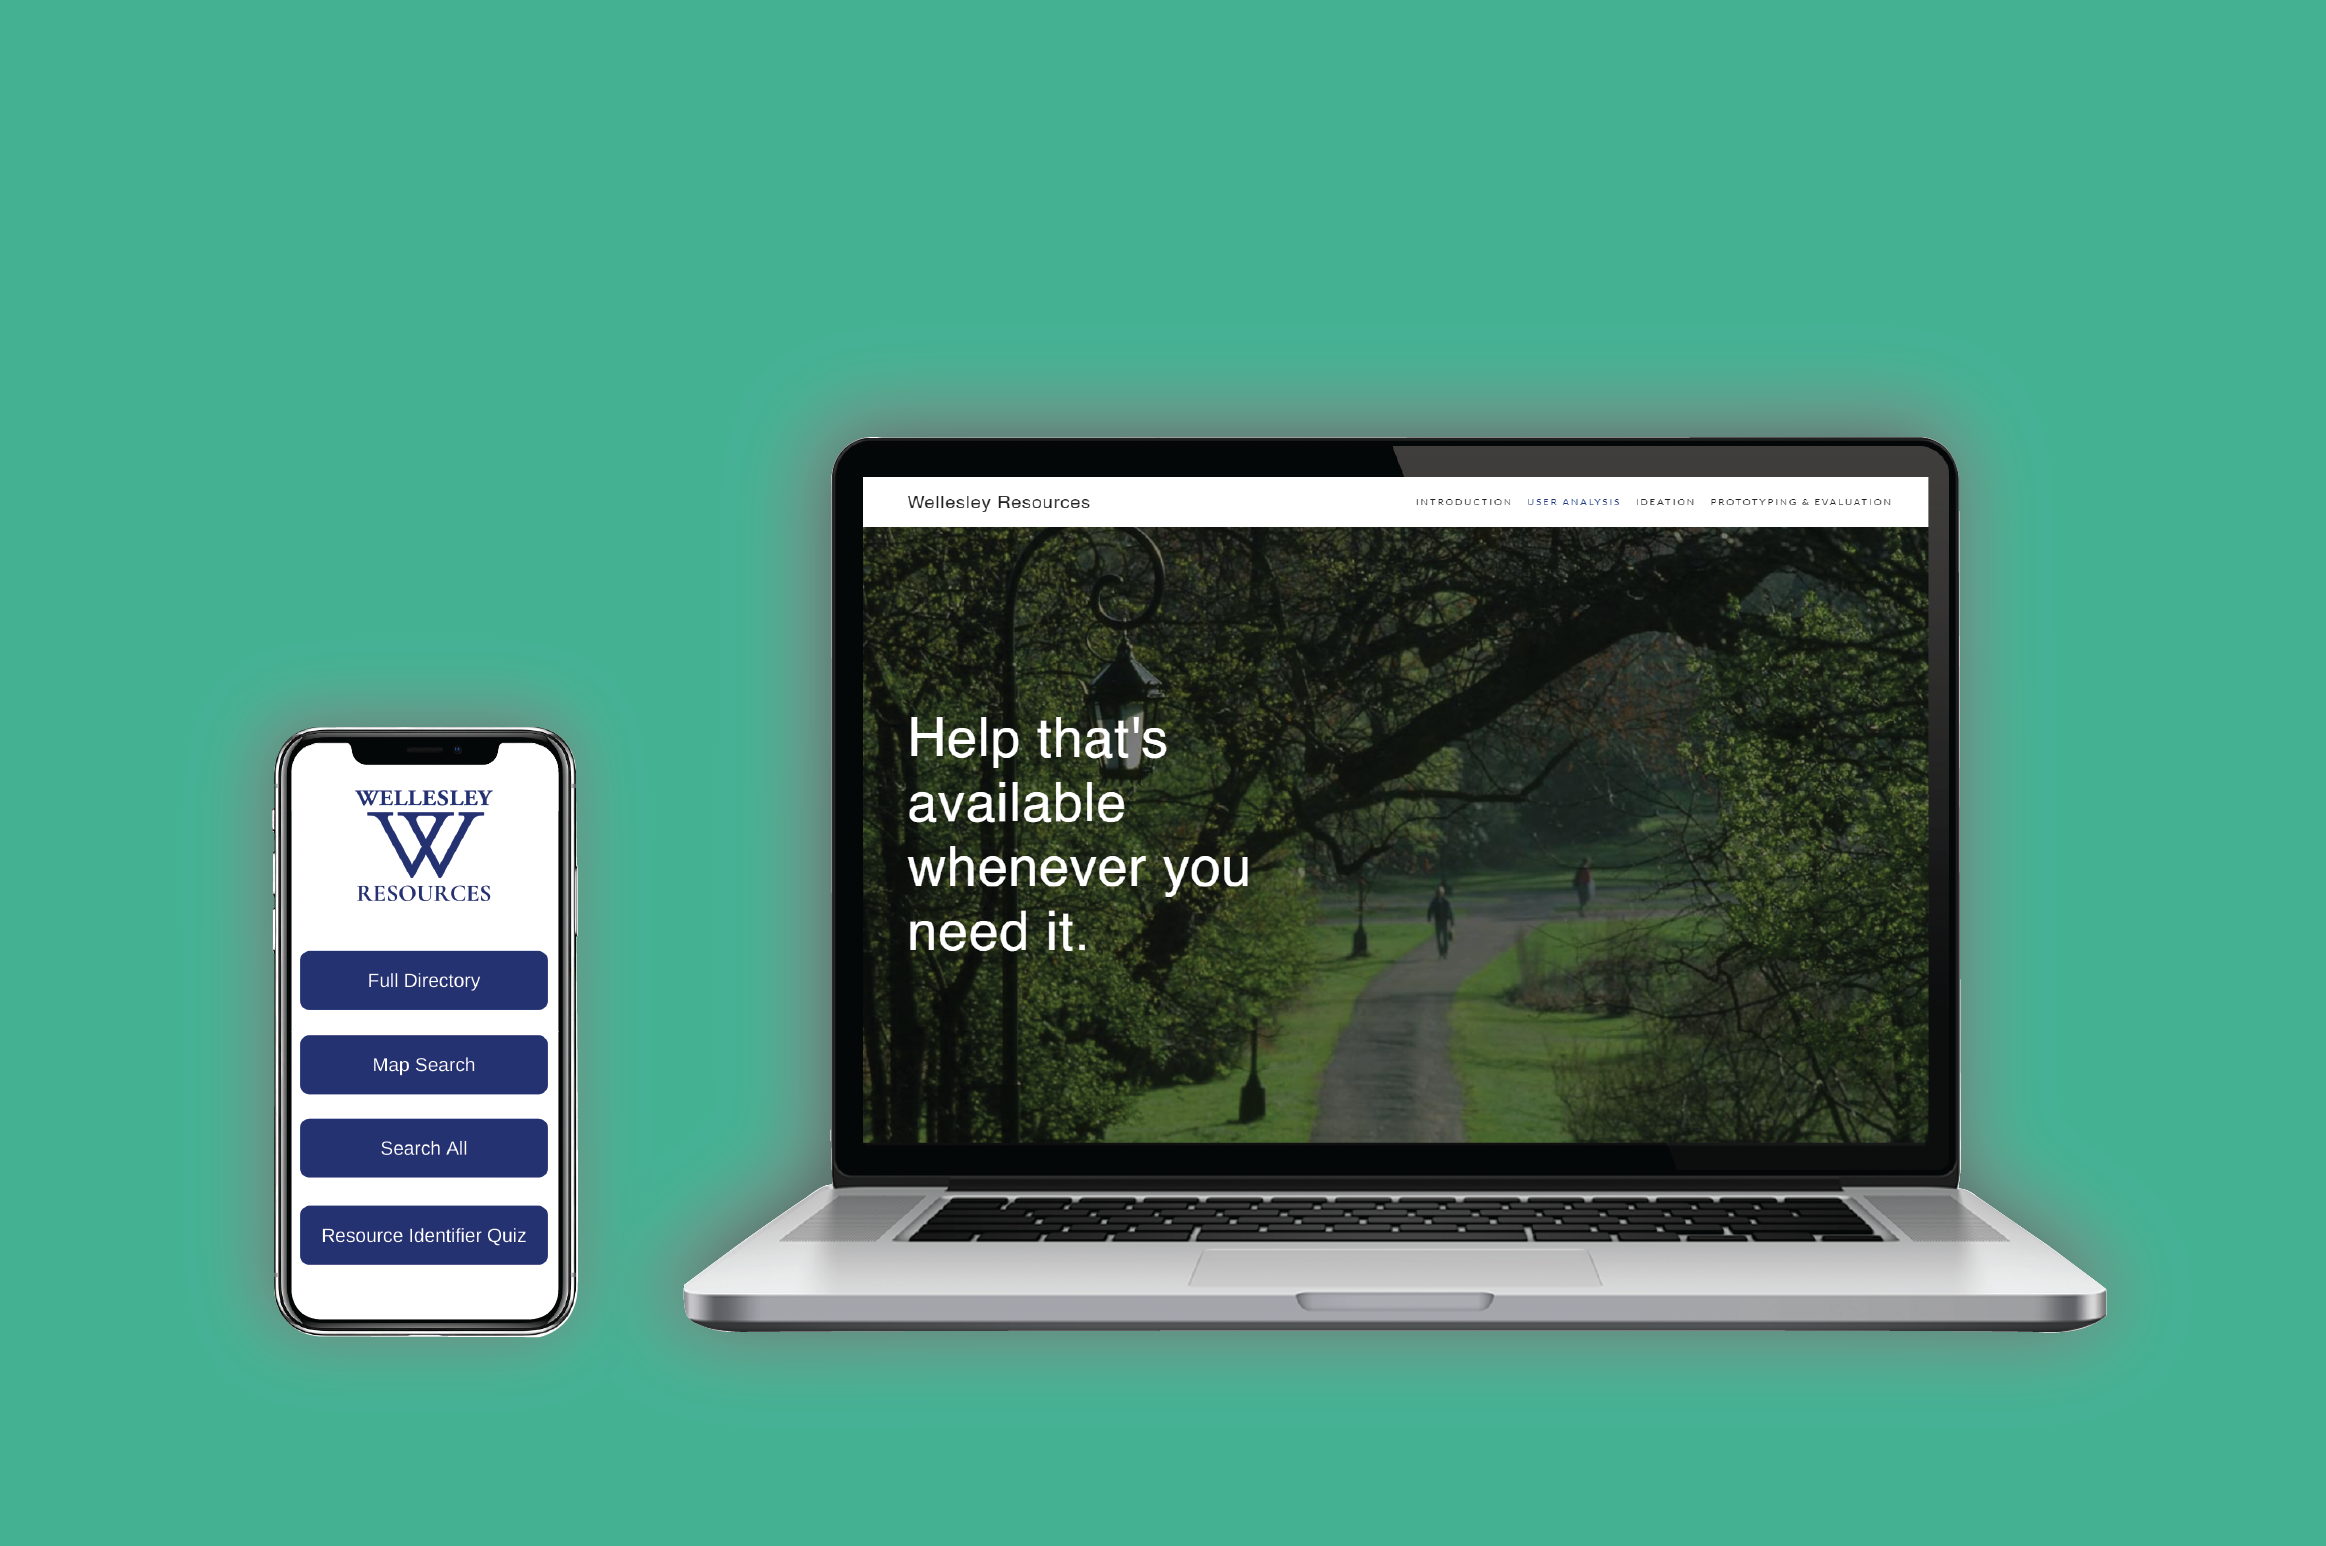 WELLESLEY
W
RESOURCES
Full Directory
Map Search
Search All
Resource Identifier Quiz
Wellesley Resources
INTRODUCTION USER ANALYSIS IDEATION PROTOTYPING & EVALUATION
Help that's
available
whenever you
need it.